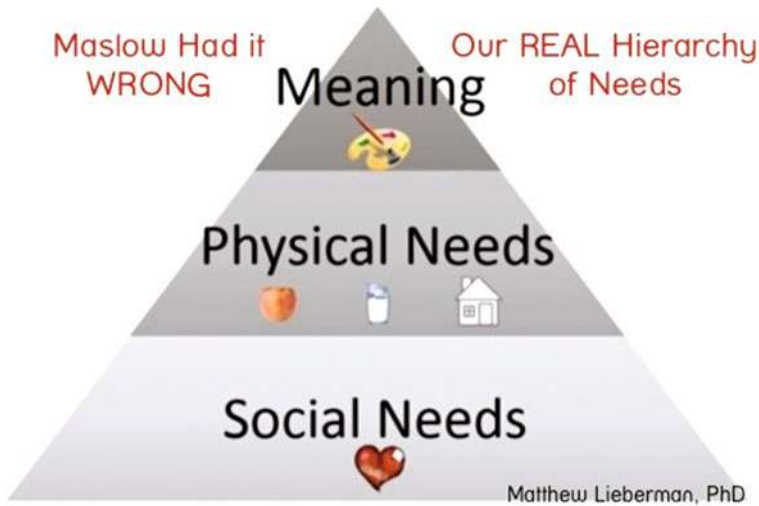 Maslow Had it
WRONG
Our REAL Hierarchy
of Needs
Meaning
Physical Needs
Social Needs
Matthew Lieberman, PhD